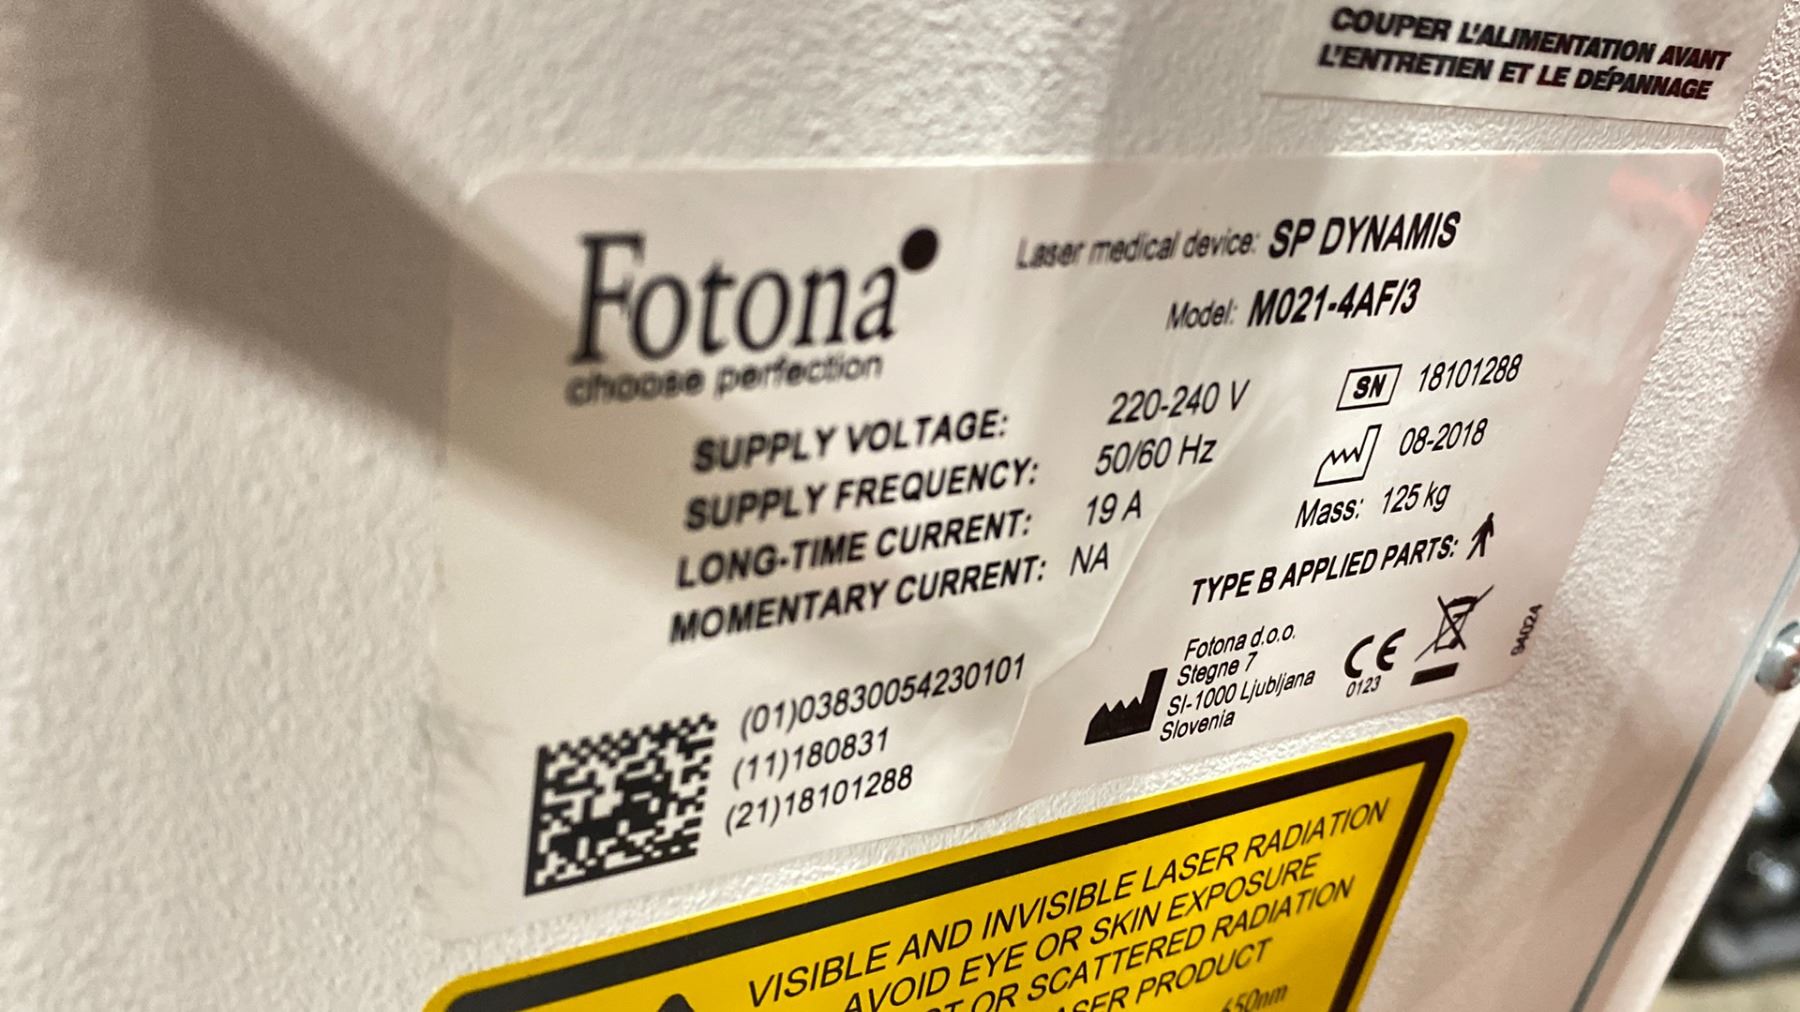 COUPER L'ALIMENTATION AVANT
L'ENTRETIEN ET LE DÉPANNAGE
Fotona
choose perfection
Laser medical device: SP DYNAMIS
Model: M021-4AF/3
SUPPLY VOLTAGE: 220-240 V
SUPPLY FREQUENCY: 50/60 Hz
LONG-TIME CURRENT: 19 A
MOMENTARY CURRENT: NA
SN 18101288
08-2018
Mass: 125 kg
TYPE B APPLIED PARTS:
(01)03830054230101
(11)180831
(21)18101288
Fotona d.o.o.
Stegne 7
SI-1000 Ljubljana
Slovenia
CE
0123
94024
VISIBLE AND INVISIBLE LASER RADIATION
AVOID EYE OR SKIN EXPOSURE
OR SCATTERED RADIATION
PRODUCT
650nm